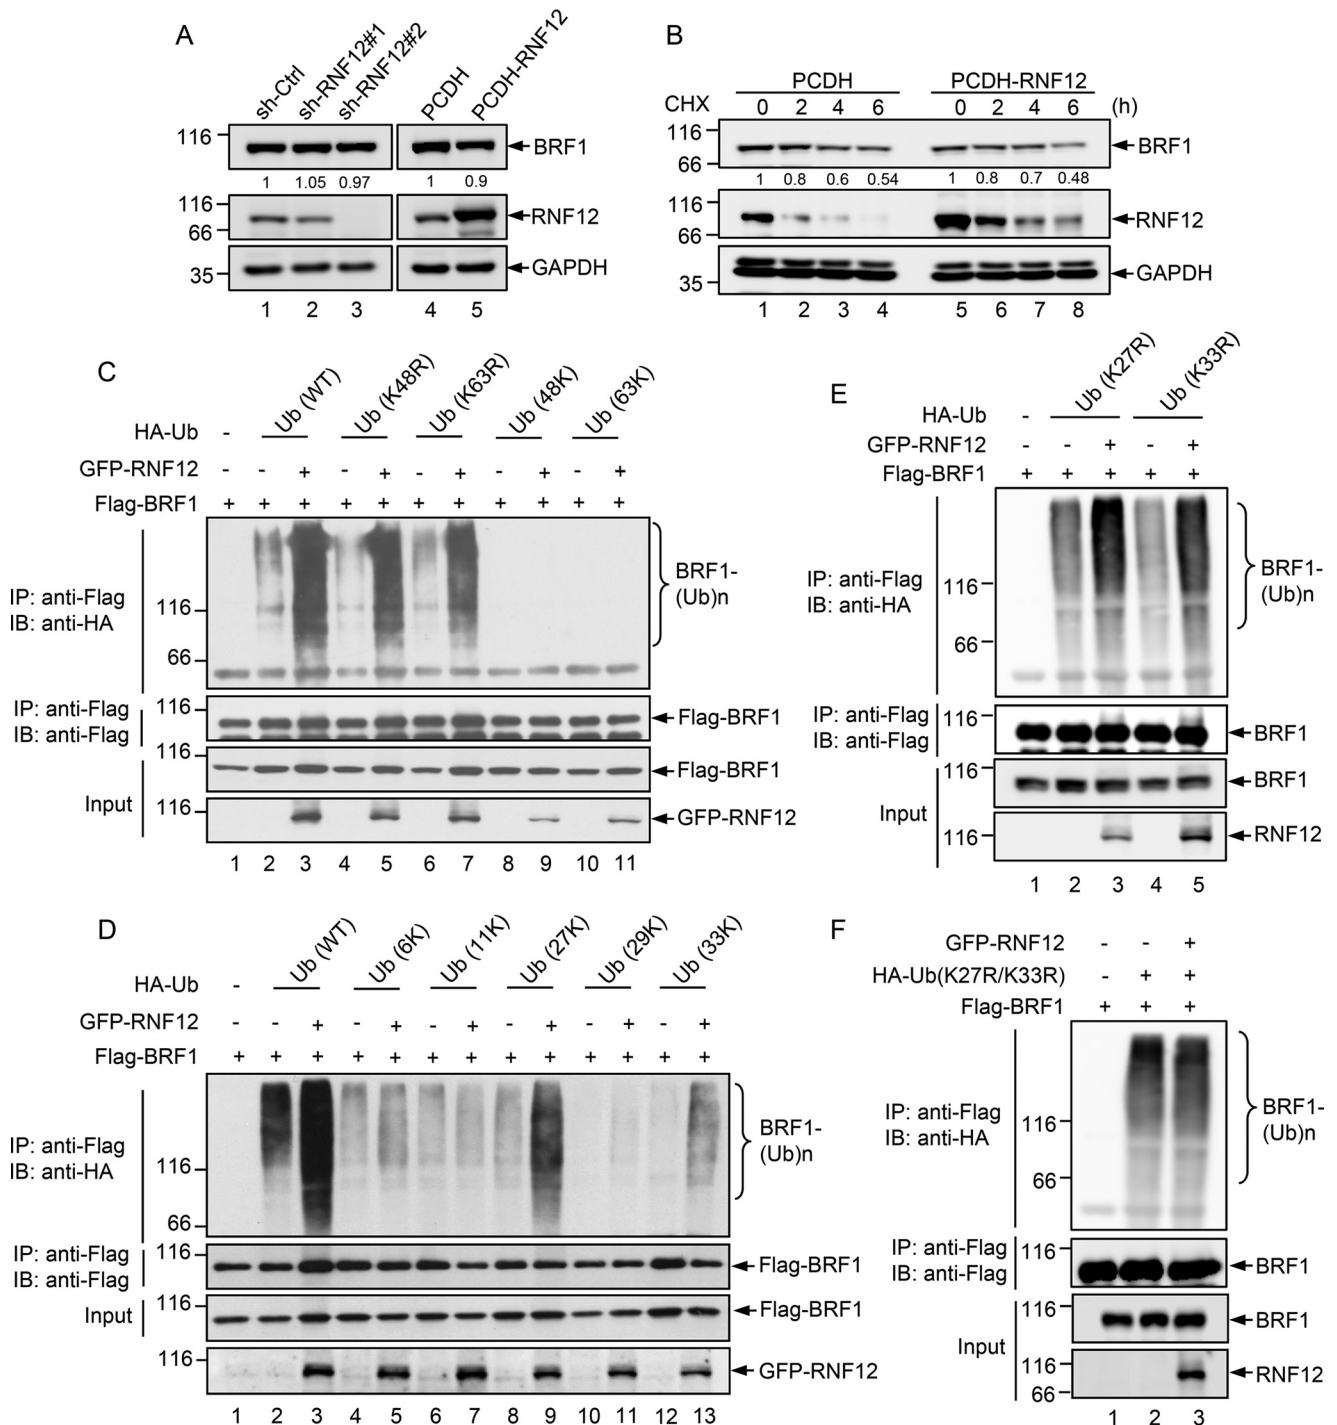 A
sh-Ctrl
sh-RNF12#1
sh-RNF12#2
PCDH
PCDH-RNF12
116
BRF1
1 1.05 0.97 1 0.9
116
66
RNF12
35
GAPDH
1 2 3 4 5
B
PCDH PCDH-RNF12
CHX 0 2 4 6 0 2 4 6 (h)
116
66
BRF1
1 0.8 0.6 0.54 1 0.8 0.7 0.48
116
66
RNF12
35
GAPDH
1 2 3 4 5 6 7 8
C
Ub (WT)
Ub (K48R)
Ub (K63R)
Ub (48K)
Ub (63K)
HA-Ub -
GFP-RNF12 - - + - + - + - + - +
Flag-BRF1 + + + + + + + + + + +
IP: anti-Flag
IB: anti-HA
116
66
BRF1-
(Ub)n
IP: anti-Flag
IB: anti-Flag
116
Flag-BRF1
Input
116
Flag-BRF1
116
GFP-RNF12
1 2 3 4 5 6 7 8 9 10 11
E
Ub (K27R)
Ub (K33R)
HA-Ub -
GFP-RNF12 - - + - +
Flag-BRF1 + + + + +
IP: anti-Flag
IB: anti-HA
116
66
BRF1-
(Ub)n
IP: anti-Flag
IB: anti-Flag
116
BRF1
Input
116
BRF1
116
RNF12
1 2 3 4 5
D
Ub (WT)
Ub (6K)
Ub (11K)
Ub (27K)
Ub (29K)
Ub (33K)
HA-Ub -
GFP-RNF12 - - + - + - + - + - + - +
Flag-BRF1 + + + + + + + + + + + + +
IP: anti-Flag
IB: anti-HA
116
66
BRF1-
(Ub)n
IP: anti-Flag
IB: anti-Flag
116
Flag-BRF1
Input
116
Flag-BRF1
116
GFP-RNF12
1 2 3 4 5 6 7 8 9 10 11 12 13
F
GFP-RNF12 - - +
HA-Ub(K27R/K33R) - + +
Flag-BRF1 + + +
IP: anti-Flag
IB: anti-HA
116
66
BRF1-
(Ub)n
IP: anti-Flag
IB: anti-Flag
116
BRF1
Input
116
BRF1
116
66
RNF12
1 2 3